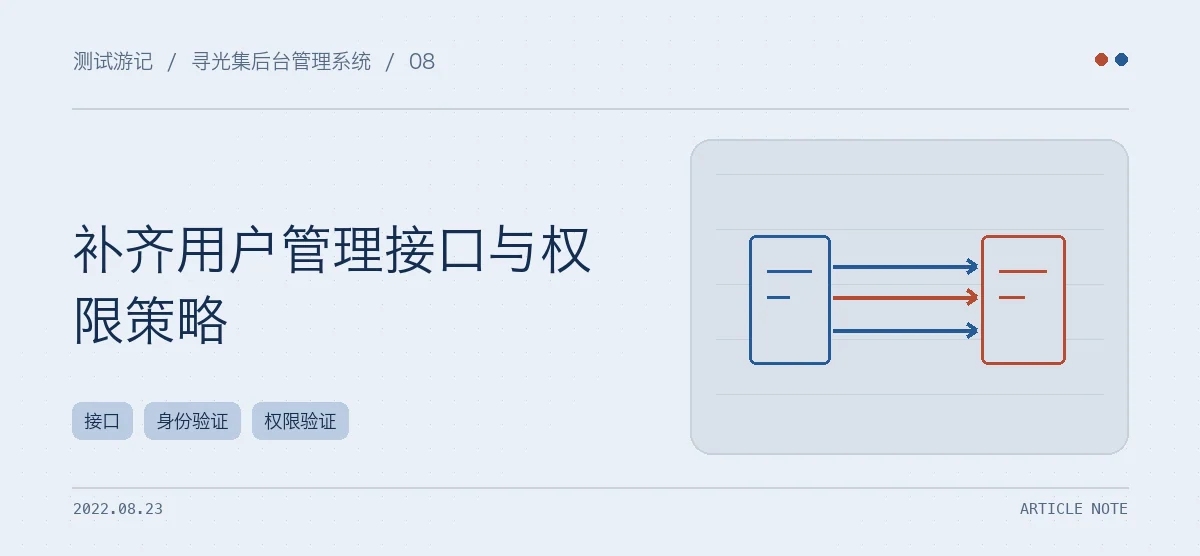 测试游记 / 寻光集后台管理系统 / 08
补齐用户管理接口与权
限策略
接口 身份验证 权限验证
2022.08.23 ARTICLE NOTE